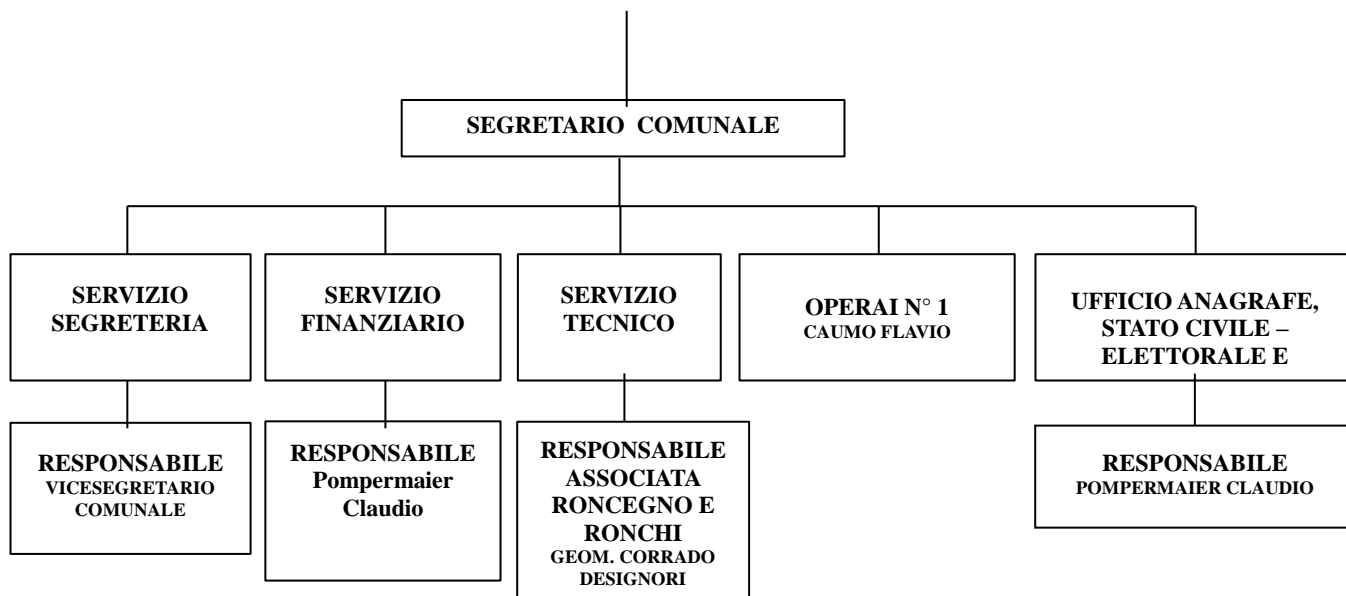 SEGRETARIO COMUNALE
SERVIZIO
SEGRETERIA
SERVIZIO
FINANZIARIO
SERVIZIO
TECNICO
OPERAI N° 1
CAUMO FLAVIO
UFFICIO ANAGRAFE,
STATO CIVILE –
ELETTORALE E
RESPONSABILE
VICESEGRETARIO
COMUNALE
RESPONSABILE
Pompermaier
Claudio
RESPONSABILE
ASSOCIATA
RONCEGNO E
RONCHI
GEOM. CORRADO
DESIGNORI
RESPONSABILE
POMPERMAIER CLAUDIO